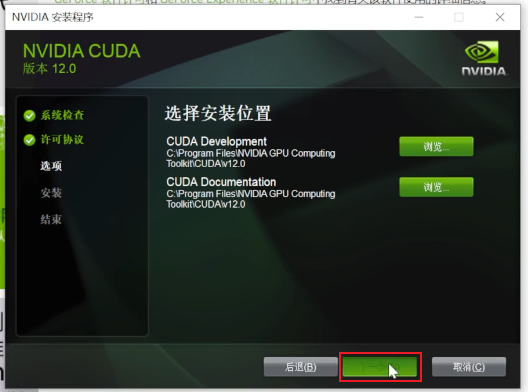 GeForce 软件许可和 GeForce Experience 软件许可中找到有关该软件使用的详细信息。
NVIDIA 安装程序
NVIDIA CUDA
版本 12.0
NVIDIA.
系统检查
许可协议
选项
安装
结束
选择安装位置
CUDA Development
C:\Program Files\NVIDIA GPU Computing
Toolkit\CUDA\v12.0
浏览...
CUDA Documentation
C:\Program Files\NVIDIA GPU Computing
Toolkit\CUDA\v12.0
浏览...
后退(B)
取消(C)